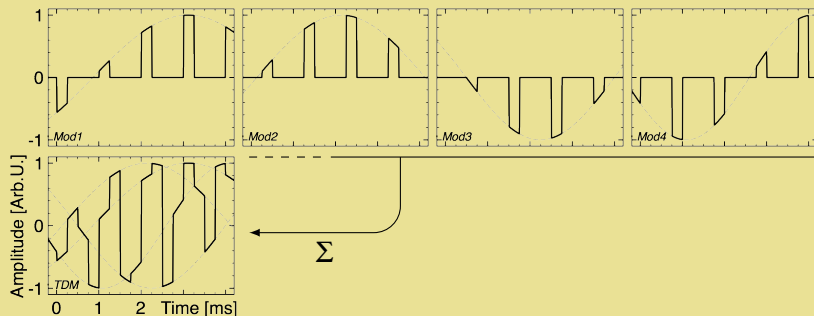 1
0
-1
Mod1
Mod2
Mod3
Mod4
Amplitude [Arb.U.]
1
0
-1
TDM
Σ
0 1 2 Time [ms]